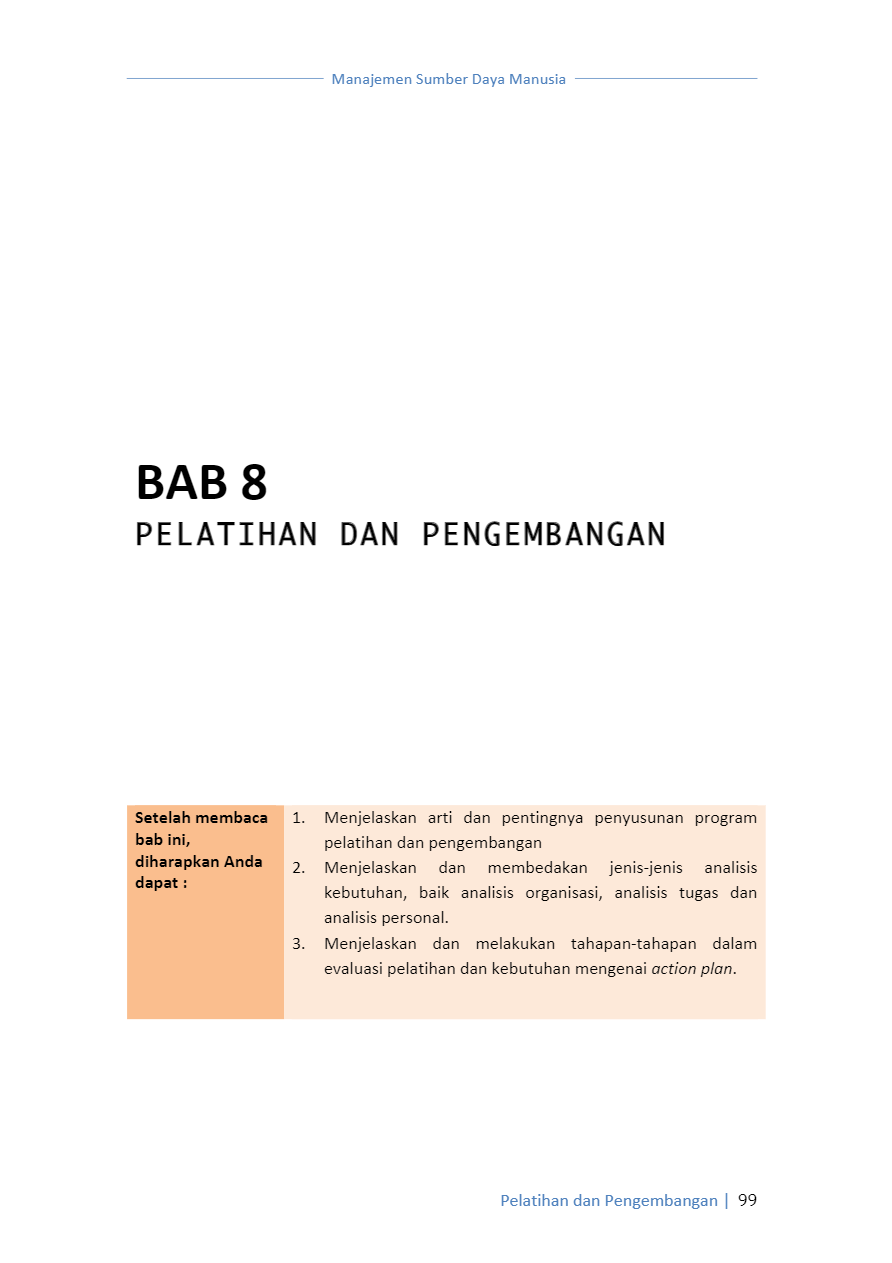 Manajemen Sumber Daya Manusia
BAB 8
PELATIHAN DAN PENGEMBANGAN
Setelah membaca
bab ini,
diharapkan Anda
dapat :
1. Menjelaskan arti dan pentingnya penyusunan program
pelatihan dan pengembangan
2. Menjelaskan dan membedakan jenis-jenis analisis
kebutuhan, baik analisis organisasi, analisis tugas dan
analisis personal.
3. Menjelaskan dan melakukan tahapan-tahapan dalam
evaluasi pelatihan dan kebutuhan mengenai action plan.
Pelatihan dan Pengembangan | 99